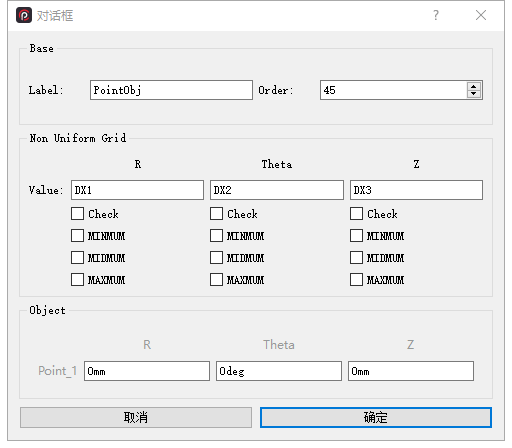 对话框
Base
Label: PointObj Order: 45
Non Uniform Grid
R Theta Z
Value: DX1 DX2 DX3
Check Check Check
MINMUM MINMUM MINMUM
MIDMUM MIDMUM MIDMUM
MAXMUM MAXMUM MAXMUM
Object
R Theta Z
Point_1 0mm 0deg 0mm
取消 确定